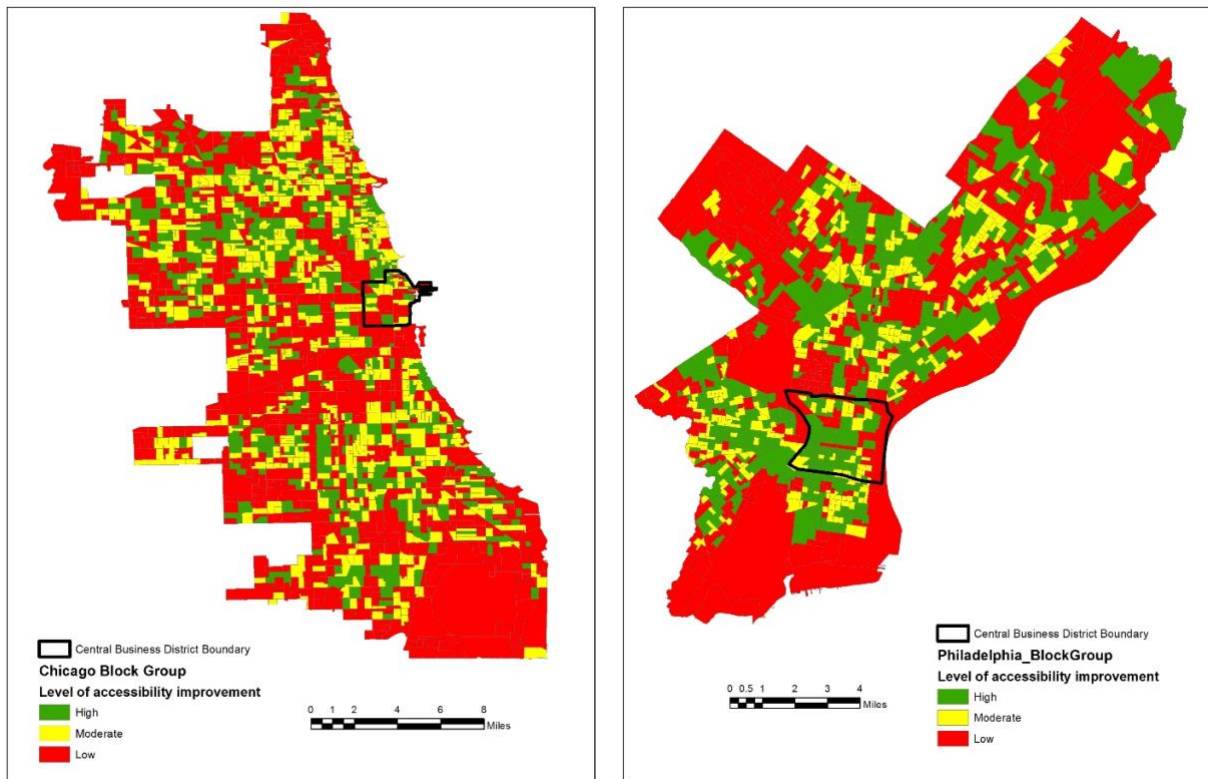 Central Business District Boundary
Chicago Block Group
Level of accessibility improvement
High
Moderate
Low
0 1 2 4 6 8
Miles
Central Business District Boundary
Philadelphia_BlockGroup
Level of accessibility improvement
High
Moderate
Low
0 0.5 1 2 3 4
Miles